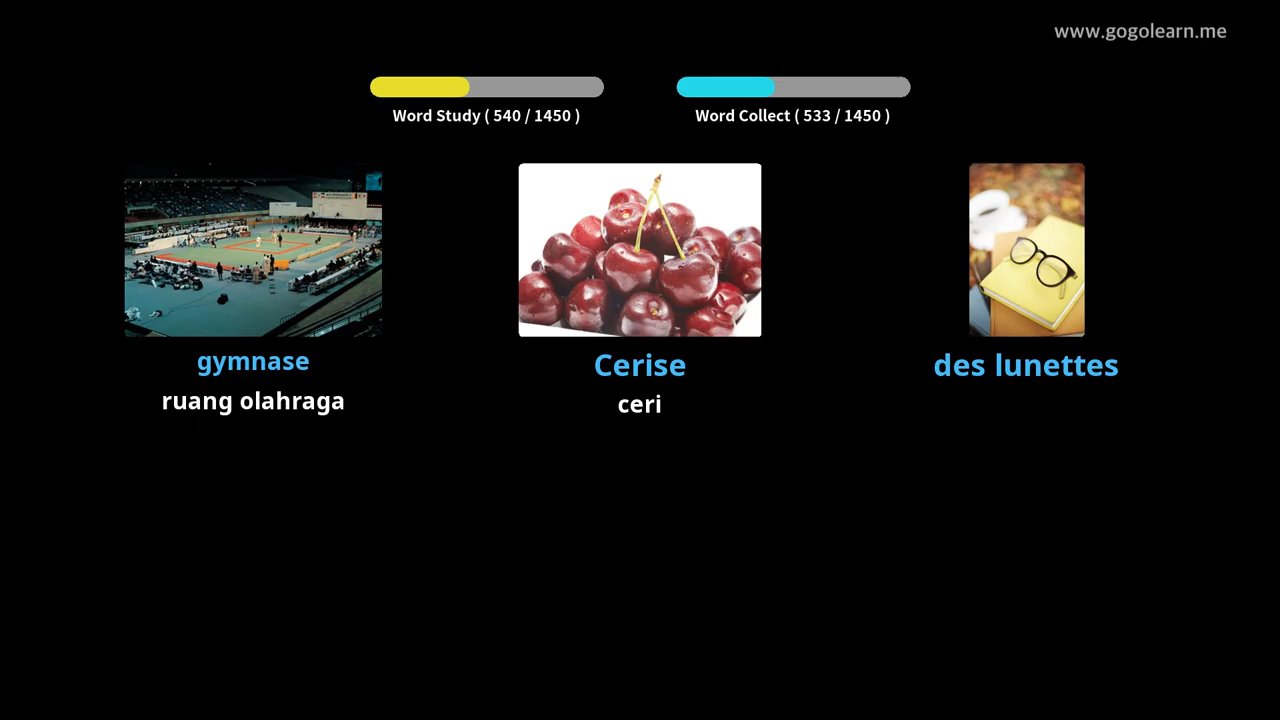 www.gogolearn.me
Word Study ( 540 / 1450 )
Word Collect ( 533 / 1450 )
gymnase
ruang olahraga
Cerise
ceri
des lunettes